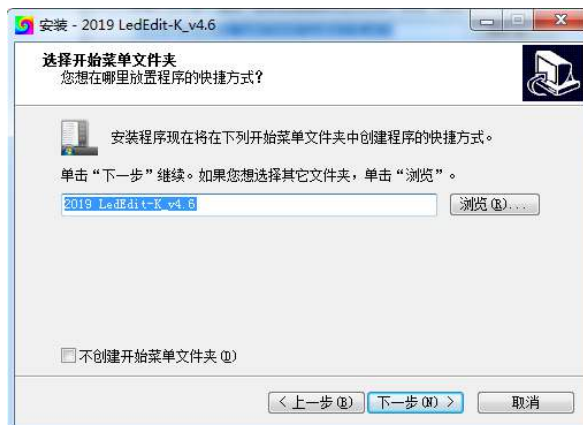 安装 - 2019 LedEdit-K_v4.6
选择开始菜单文件夹
您想在哪里放置程序的快捷方式?
安装程序现在将在下列开始菜单文件夹中创建程序的快捷方式。
单击“下一步”继续。如果您想选择其它文件夹,单击“浏览”。
2019 LedEdit-K_v4.6
浏览(R)...
不创建开始菜单文件夹(D)
< 上一步(B)
下一步(N) >
取消